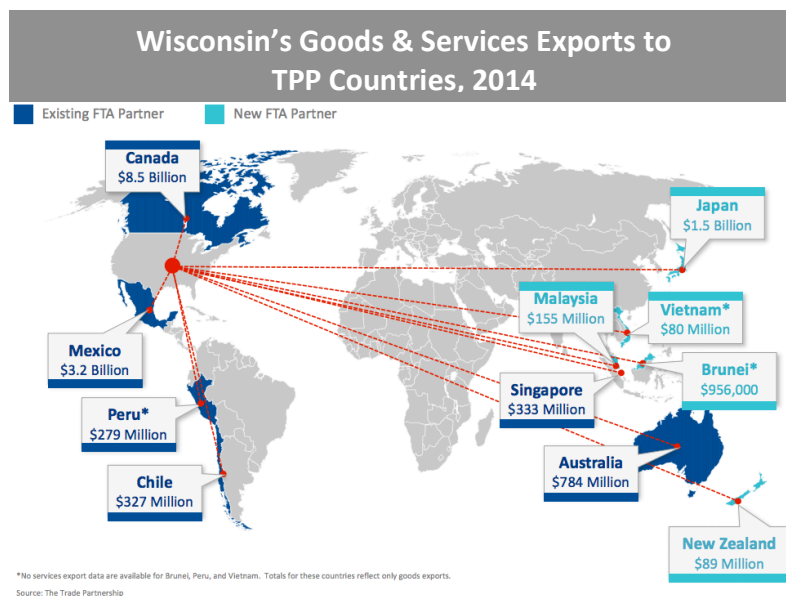 Wisconsin's Goods & Services Exports to
TPP Countries, 2014
Existing FTA Partner
New FTA Partner
Canada
$8.5 Billion
Japan
$1.5 Billion
Malaysia
$155 Million
Vietnam*
$80 Million
Mexico
$3.2 Billion
Brunei*
$956,000
Singapore
$333 Million
Peru*
$279 Million
Australia
$784 Million
Chile
$327 Million
New Zealand
$89 Million
*No services export data are available for Brunei, Peru, and Vietnam. Totals for these countries reflect only goods exports.
Source: The Trade Partnership